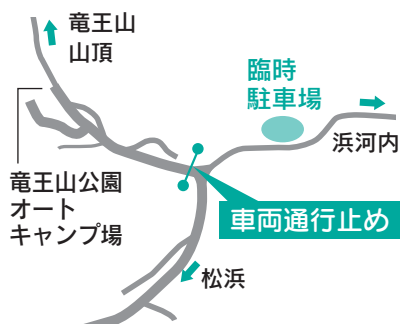 竜王山
山頂
臨時
駐車場
浜河内
竜王山公園
オート
キャンプ場
車両通行止め
松浜